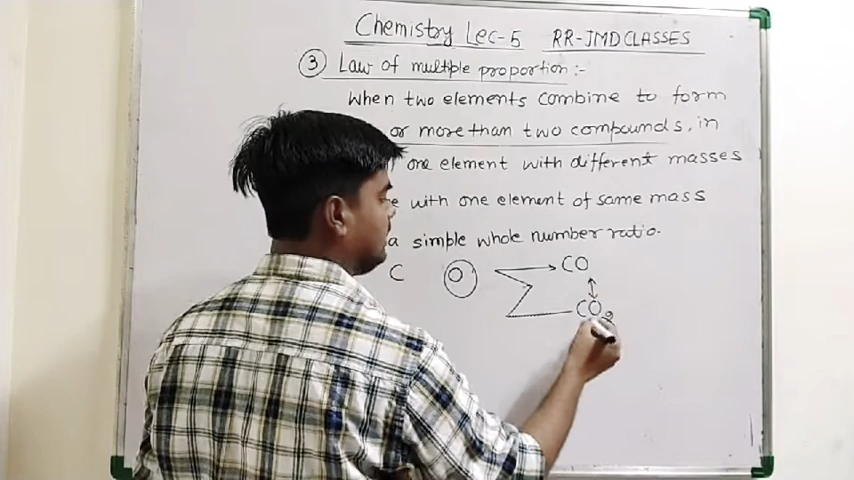 Chemistry Lec-5 RR-JMD CLASSES
③ Law of multiple proportion :-
When two elements combine to form
or more than two compounds, in
one element with different masses
with one element of same mass
a simple whole number ratio.
C O CO
CO2